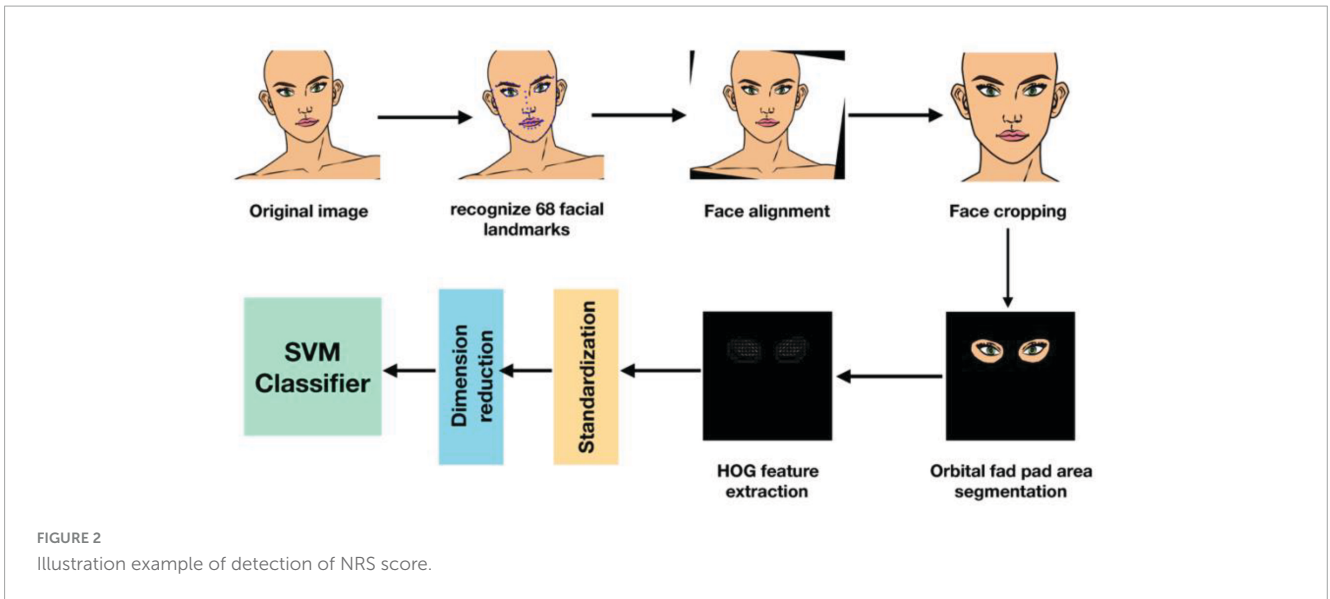 Original image
recognize 68 facial
landmarks
Face alignment
Face cropping
SVM
Classifier
Dimension
reduction
Standardization
HOG feature
extraction
Orbital fad pad area
segmentation
FIGURE 2
Illustration example of detection of NRS score.